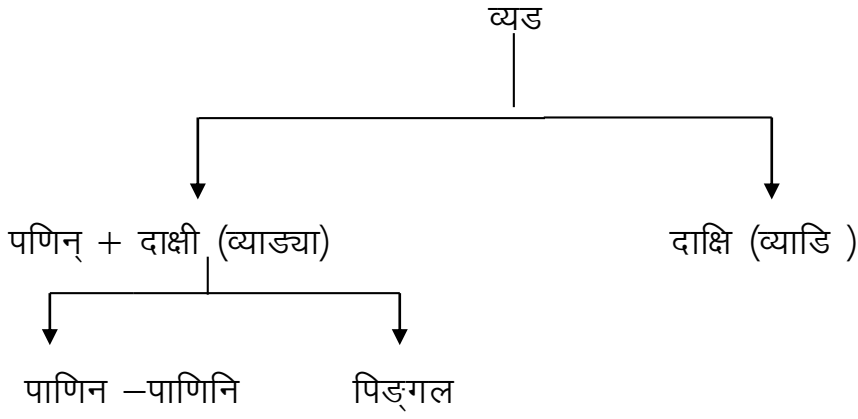 व्यड
पणिन् + दाक्षी (व्याड्या) दाक्षि (व्याडि )
पाणिन –पाणिनि पिङ्गल